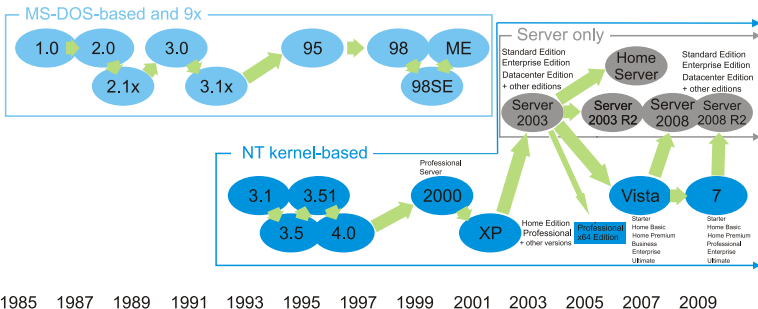 MS-DOS-based and 9x
1.0
2.0
3.0
95
98
ME
2.1x
3.1x
98SE
Server only
Standard Edition
Enterprise Edition
Datacenter Edition
+ other editions
Home
Server
Standard Edition
Enterprise Edition
Datacenter Edition
+ other editions
Server
2003
Server
2003 R2
Server
2008
Server
2008 R2
NT kernel-based
Professional
Server
3.1
3.51
2000
Vista
7
3.5
4.0
XP
Home Edition
Professional
+ other versions
Professional
x64 Edition
Starter
Home Basic
Home Premium
Business
Enterprise
Ultimate
Starter
Home Basic
Home Premium
Professional
Enterprise
Ultimate
1985 1987 1989 1991 1993 1995 1997 1999 2001 2003 2005 2007 2009